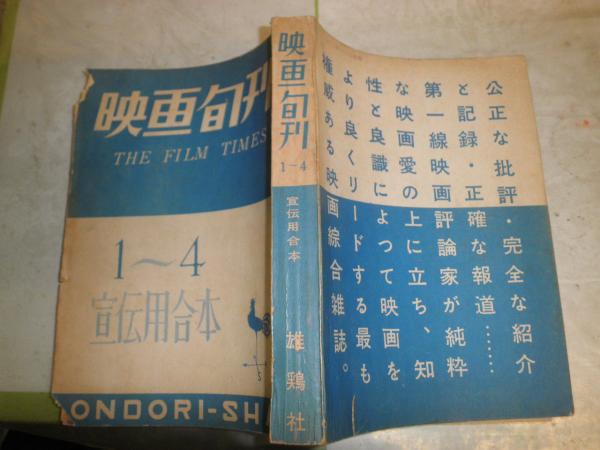 映画旬刊
THE FILM TIMES
1〜4
宣伝用合本
ONDORI-SH
映画旬刊
1〜4
宣伝用合本
雄鶏社
公正な批評・完全な紹介
と記録・正確な報道……
第一線映画評論家が純粋
な映画愛の上に立ち、知
性と良識によつて映画を
より良くリードする最も
権威ある映画綜合雑誌。